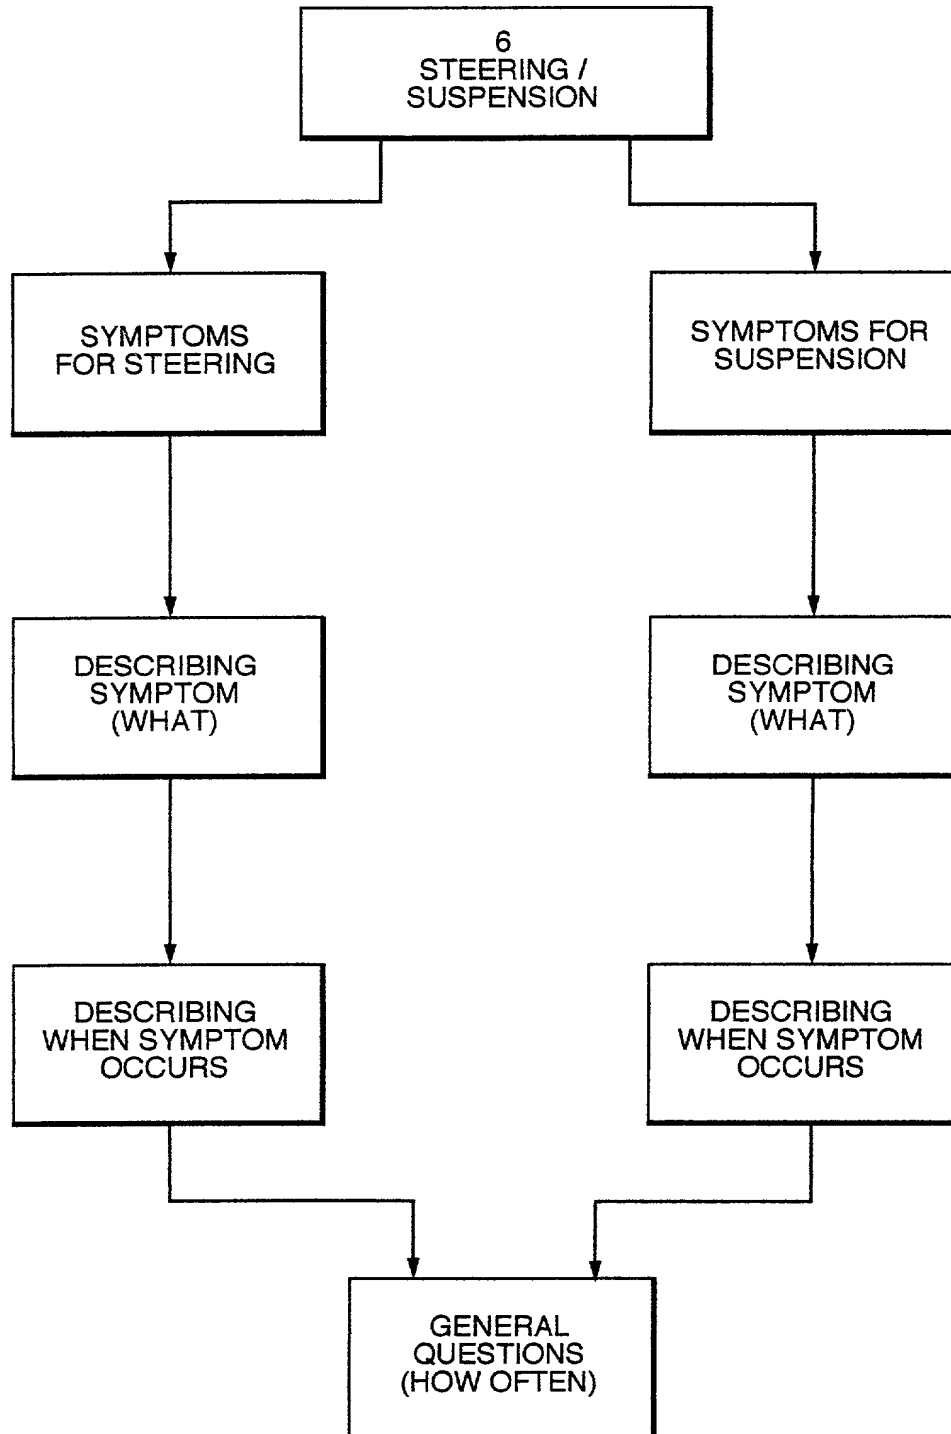 6
STEERING /
SUSPENSION
SYMPTOMS
FOR STEERING
SYMPTOMS FOR
SUSPENSION
DESCRIBING
SYMPTOM
(WHAT)
DESCRIBING
SYMPTOM
(WHAT)
DESCRIBING
WHEN SYMPTOM
OCCURS
DESCRIBING
WHEN SYMPTOM
OCCURS
GENERAL
QUESTIONS
(HOW OFTEN)